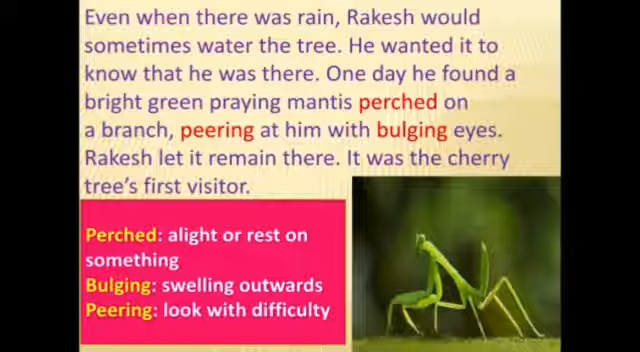 Even when there was rain, Rakesh would
sometimes water the tree. He wanted it to
know that he was there. One day he found a
bright green praying mantis perched on
a branch, peering at him with bulging eyes.
Rakesh let it remain there. It was the cherry
tree's first visitor.
Perched: alight or rest on
something
Bulging: swelling outwards
Peering: look with difficulty